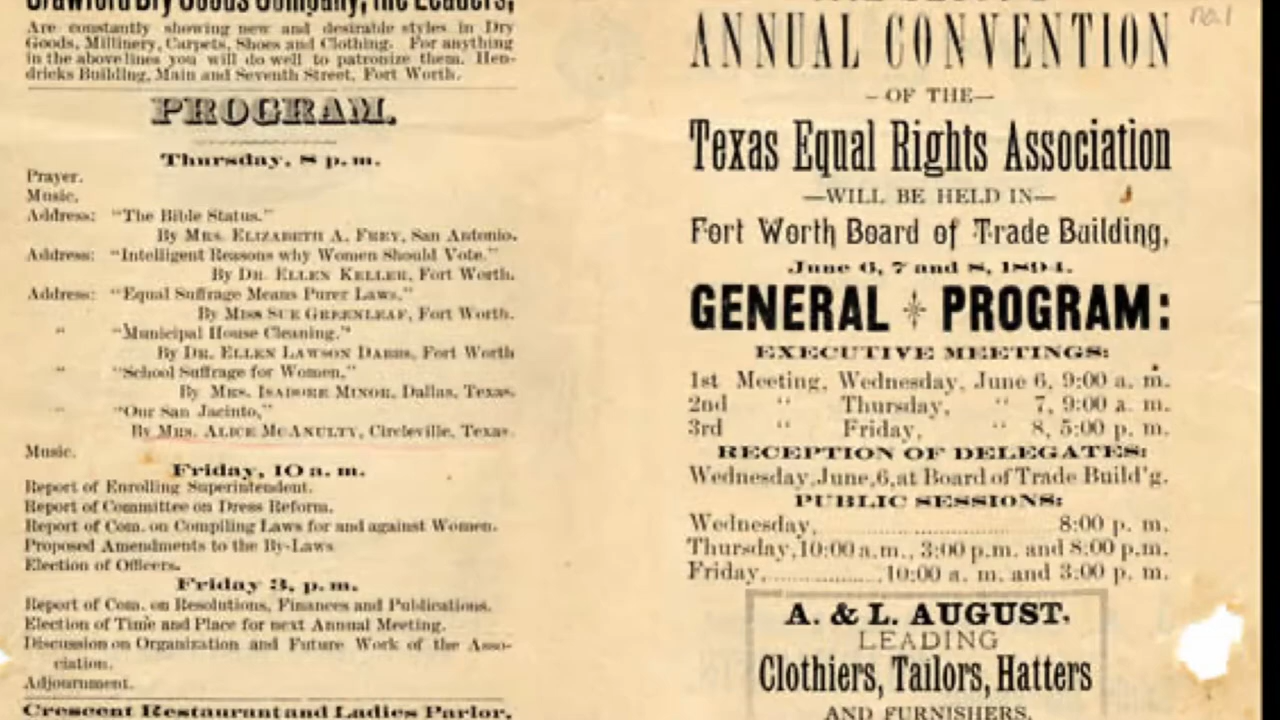 Crawford Dry Goods Company, the Leaders,
Are constantly showing new and desirable styles in Dry
Goods, Millinery, Carpets, Shoes and Clothing. For anything
in the above lines you will do well to patronize them. Hen-
dricks Building, Main and Seventh Street, Fort Worth.
PROGRAM.
Thursday, 8 p. m.
Prayer.
Music.
Address: "The Bible Status."
By MRS. ELIZABETH A. FREY, San Antonio.
Address: "Intelligent Reasons why Women Should Vote."
By DR. ELLEN KELLER, Fort Worth.
Address: "Equal Suffrage Means Purer Laws,"
By MISS SUE GREENLEAF, Fort Worth.
" "Municipal House Cleaning."
By DR. ELLEN LAWSON DABBS, Fort Worth
" "School Suffrage for Women,"
By MRS. ISADORE MINOR, Dallas, Texas.
" "Our San Jacinto,"
By MRS. ALICE MCANULTY, Circleville, Texas.
Music.
Friday, 10 a. m.
Report of Enrolling Superintendent.
Report of Committee on Dress Reform.
Report of Com. on Compiling Laws for and against Women.
Proposed Amendments to the By-Laws
Election of Officers.
Friday 3, p. m.
Report of Com. on Resolutions, Finances and Publications.
Election of Time and Place for next Annual Meeting.
Discussion on Organization and Future Work of the Asso-
ciation.
Adjournment.
Crescent Restaurant and Ladies Parlor,
no.1
ANNUAL CONVENTION
- OF THE -
Texas Equal Rights Association
—WILL BE HELD IN—
Fort Worth Board of Trade Building,
June 6, 7 and 8, 1894.
GENERAL PROGRAM:
EXECUTIVE MEETINGS:
1st Meeting, Wednesday, June 6, 9:00 a. m.
2nd " Thursday, " 7, 9:00 a. m.
3rd " Friday, " 8, 5:00 p. m.
RECEPTION OF DELEGATES:
Wednesday, June, 6, at Board of Trade Build'g.
PUBLIC SESSIONS:
Wednesday, .................... 8:00 p. m.
Thursday, 10:00 a.m., 3:00 p.m. and 8:00 p.m.
Friday, ............... 10:00 a. m. and 3:00 p. m.
A. & L. AUGUST,
LEADING
Clothiers, Tailors, Hatters
AND FURNISHERS,